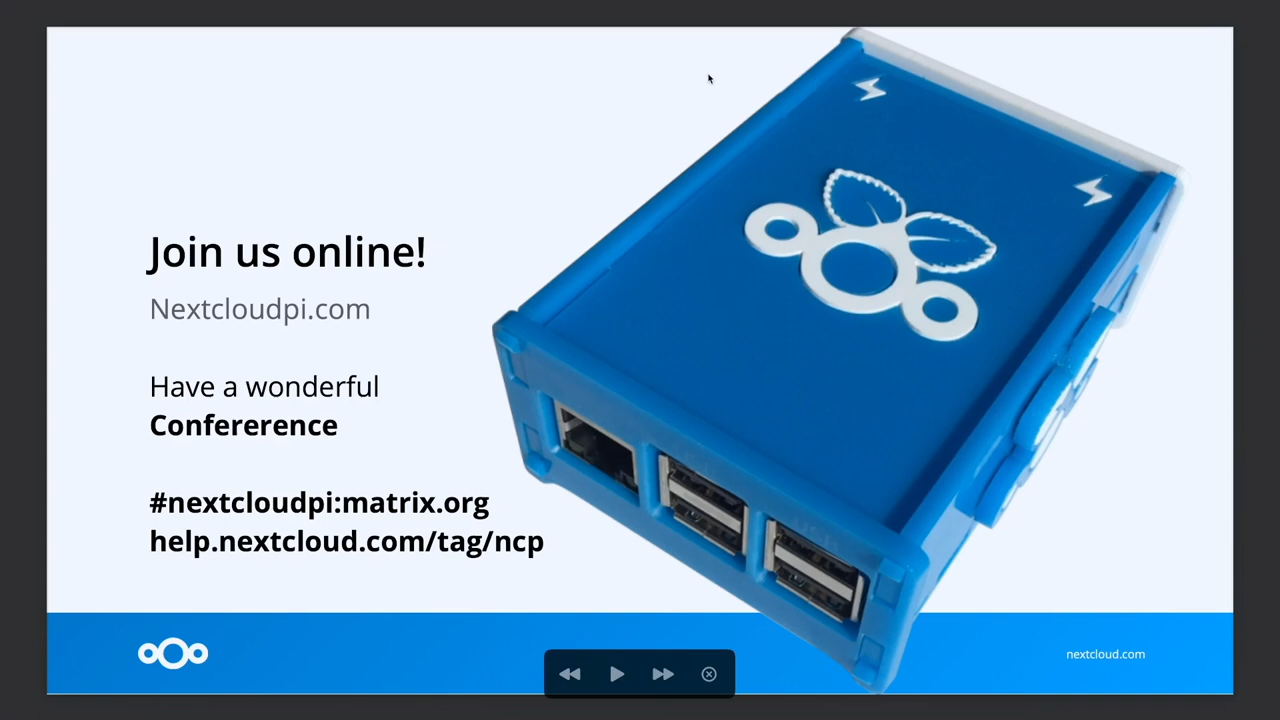 Join us online!
Nextcloudpi.com
Have a wonderful
Confererence
#nextcloudpi:matrix.org
help.nextcloud.com/tag/ncp
nextcloud.com